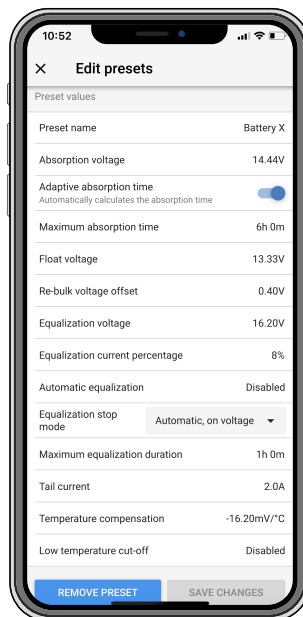 10:52
Edit presets
Preset values
Preset name Battery X
Absorption voltage 14.44V
Adaptive absorption time
Automatically calculates the absorption time
Maximum absorption time 6h 0m
Float voltage 13.33V
Re-bulk voltage offset 0.40V
Equalization voltage 16.20V
Equalization current percentage 8%
Automatic equalization Disabled
Equalization stop
mode Automatic, on voltage
Maximum equalization duration 1h 0m
Tail current 2.0A
Temperature compensation -16.20mV/°C
Low temperature cut-off Disabled
REMOVE PRESET SAVE CHANGES